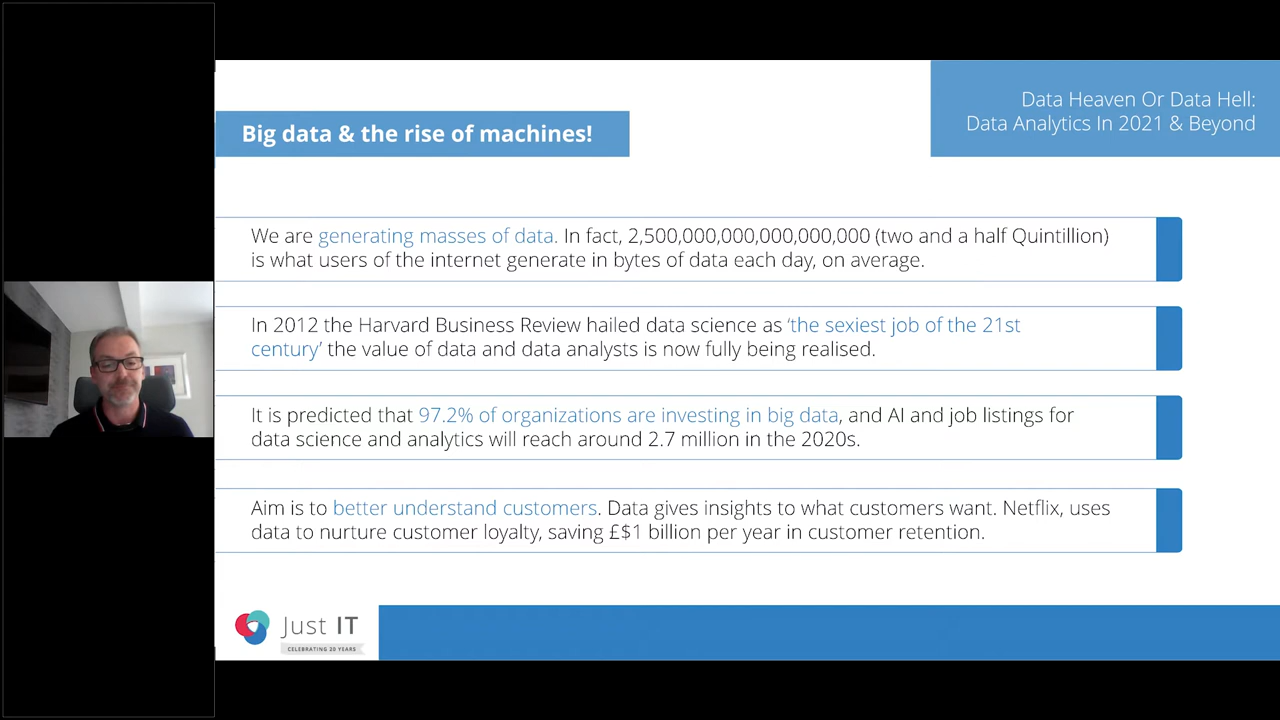 Data Heaven Or Data Hell:
Data Analytics In 2021 & Beyond
Big data & the rise of machines!
We are generating masses of data. In fact, 2,500,000,000,000,000,000 (two and a half Quintillion)
is what users of the internet generate in bytes of data each day, on average.
In 2012 the Harvard Business Review hailed data science as ‘the sexiest job of the 21st
century’ the value of data and data analysts is now fully being realised.
It is predicted that 97.2% of organizations are investing in big data, and AI and job listings for
data science and analytics will reach around 2.7 million in the 2020s.
Aim is to better understand customers. Data gives insights to what customers want. Netflix, uses
data to nurture customer loyalty, saving £$1 billion per year in customer retention.
Just IT
CELEBRATING 20 YEARS